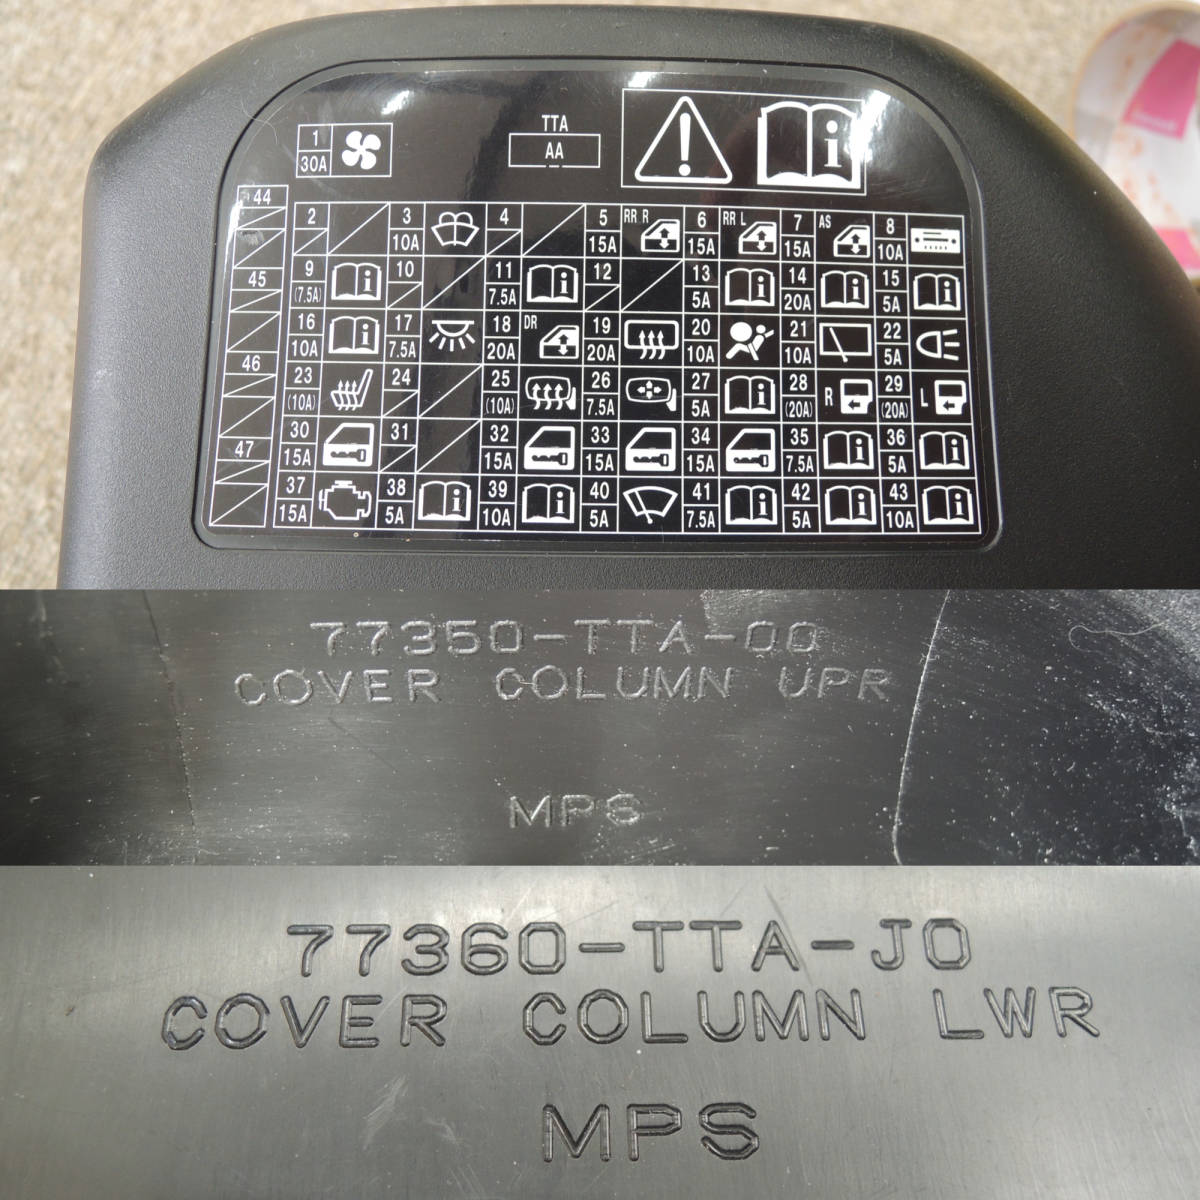 1 30A
TTA
AA
44
2 3 10A 4 5 15A RR R 6 15A RR L 7 15A AS 8 10A
45
9 (7.5A) 10 11 7.5A 12 13 5A 14 20A 15 5A
16 10A 17 7.5A 18 20A DR 19 20A 20 10A 21 10A 22 5A
46
23 (10A) 24 25 (10A) 26 7.5A 27 5A 28 (20A) R 29 (20A) L
47
30 15A 31 32 15A 33 15A 34 15A 35 7.5A 36 5A
37 15A 38 5A 39 10A 40 5A 41 7.5A 42 5A 43 10A
77350-TTA-00
COVER COLUMN UPR
MPS
77360-TTA-J0
COVER COLUMN LWR
MPS